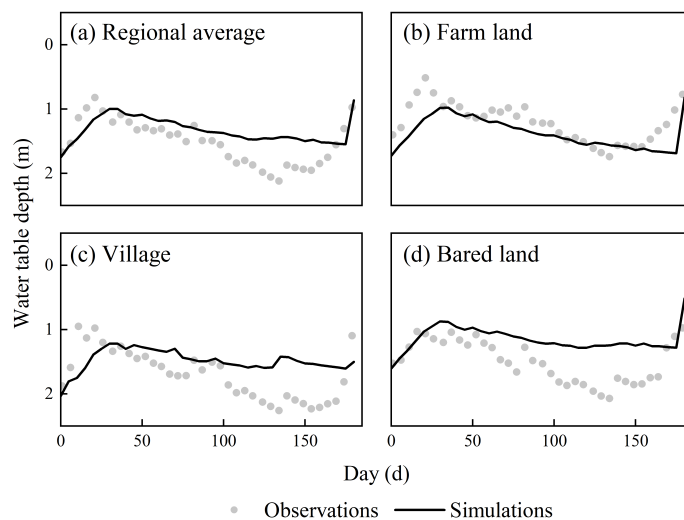 (a) Regional average
(b) Farm land
0
1
2
(c) Village
(d) Bared land
0
1
2
0
50
100
150
0
50
100
150
Water table depth (m)
Day (d)
Observations
Simulations